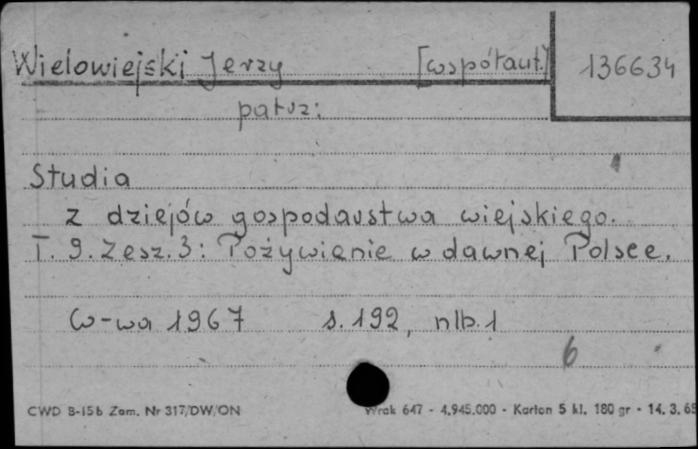 Wielowiejski Jerzy [współaut.] 136634
patrz:
Studia
z dziejów gospodarstwa wiejskiego.
T. 9. Zesz. 3: Pożywienie w dawnej Polsce.
W-wa 1967 s. 192, nlb. 1
6
CWD B-15b Zam. Nr 317/DW/ON Wrak 647 - 4.945.000 - Karton 5 kl. 180 gr - 14. 3. 65